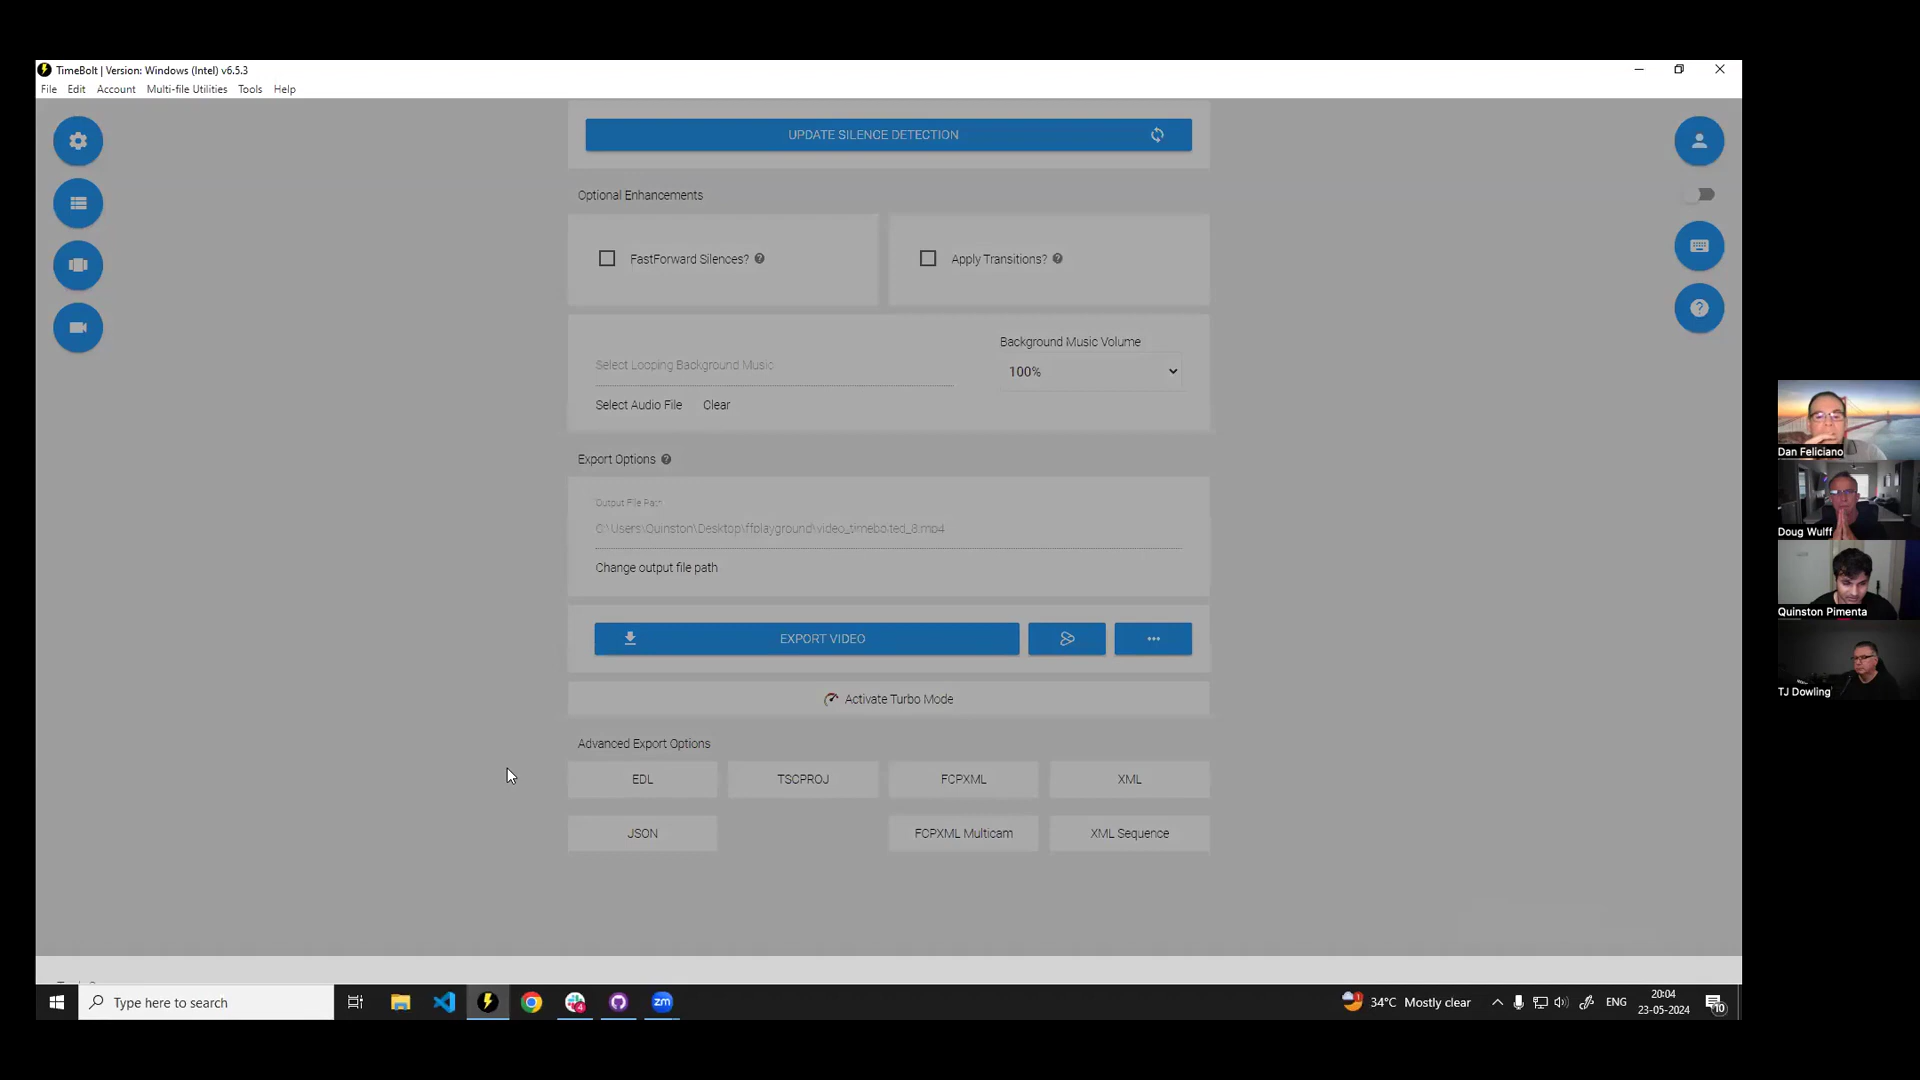 TimeBolt | Version: Windows (Intel) v6.5.3
File Edit Account Multi-file Utilities Tools Help
UPDATE SILENCE DETECTION
Optional Enhancements
FastForward Silences?
Apply Transitions?
Background Music Volume
Select Looping Background Music
100%
Select Audio File Clear
Export Options
Output File Path
C:\Users\Quinston\Desktop\ffplayground\video_timebolted_8.mp4
Change output file path
EXPORT VIDEO
Activate Turbo Mode
Advanced Export Options
EDL TSCPROJ FCPXML XML
JSON FCPXML Multicam XML Sequence
Dan Feliciano
Doug Wulff
Quinston Pimenta
TJ Dowling
Type here to search
4
zm
34°C Mostly clear
ENG
20:04
23-05-2024
10